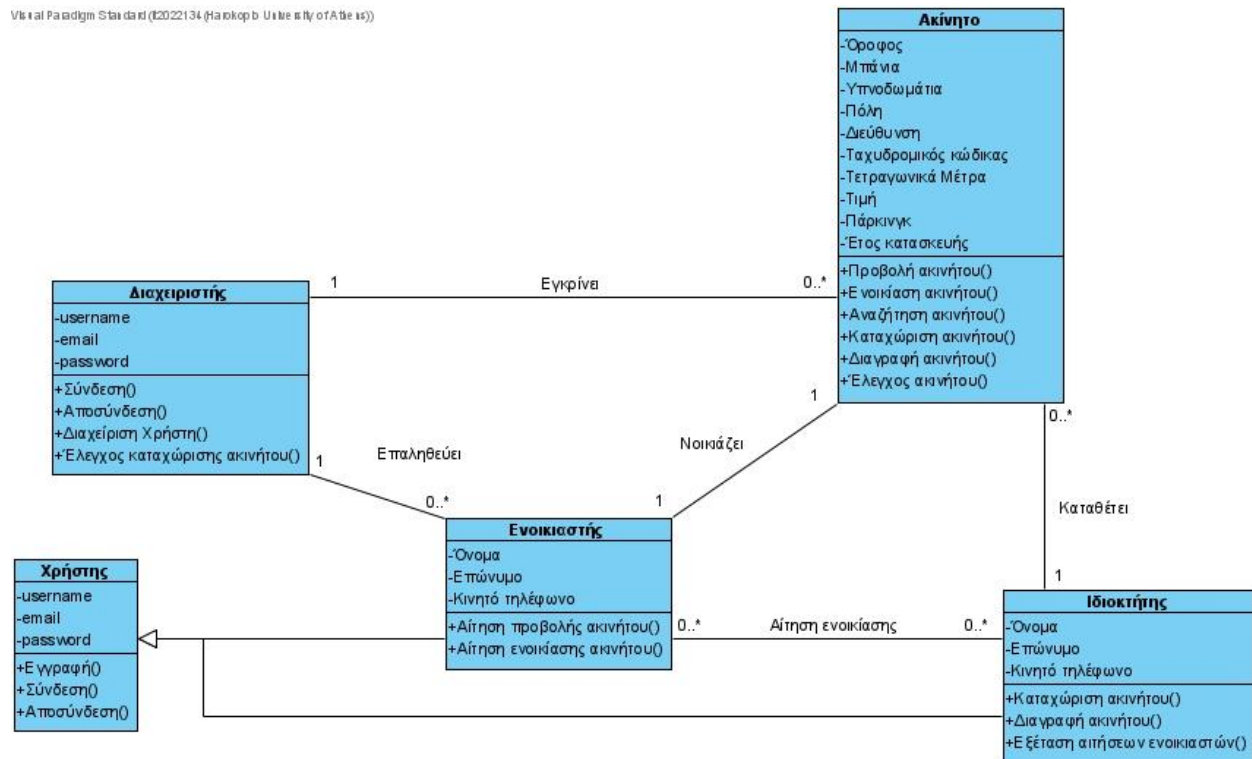 Visual Paradigm Standard(it2022134(Harokopio University of Athens))
Ακίνητο
-Όροφος
-Μπάνια
-Υπνοδωμάτια
-Πόλη
-Διεύθυνση
-Ταχυδρομικός κώδικας
-Τετραγωνικά Μέτρα
-Τιμή
-Πάρκινγκ
-Έτος κατασκευής
+Προβολή ακινήτου()
+Ενοικίαση ακινήτου()
+Αναζήτηση ακινήτου()
+Καταχώριση ακινήτου()
+Διαγραφή ακινήτου()
+Έλεγχος ακινήτου()
1
Εγκρίνει
0..*
Διαχειριστής
-username
-email
-password
+Σύνδεση()
+Αποσύνδεση()
+Διαχείριση Χρήστη()
+Έλεγχος καταχώρισης ακινήτου()
1
Επαληθεύει
0..*
1
Νοικιάζει
1
0..*
Καταθέτει
1
Ενοικιαστής
-Όνομα
-Επώνυμο
-Κινητό τηλέφωνο
+Αίτηση προβολής ακινήτου()
+Αίτηση ενοικίασης ακινήτου()
0..*
Αίτηση ενοικίασης
0..*
Χρήστης
-username
-email
-password
+Εγγραφή()
+Σύνδεση()
+Αποσύνδεση()
Ιδιοκτήτης
-Όνομα
-Επώνυμο
-Κινητό τηλέφωνο
+Καταχώριση ακινήτου()
+Διαγραφή ακινήτου()
+Εξέταση αιτήσεων ενοικιαστών()